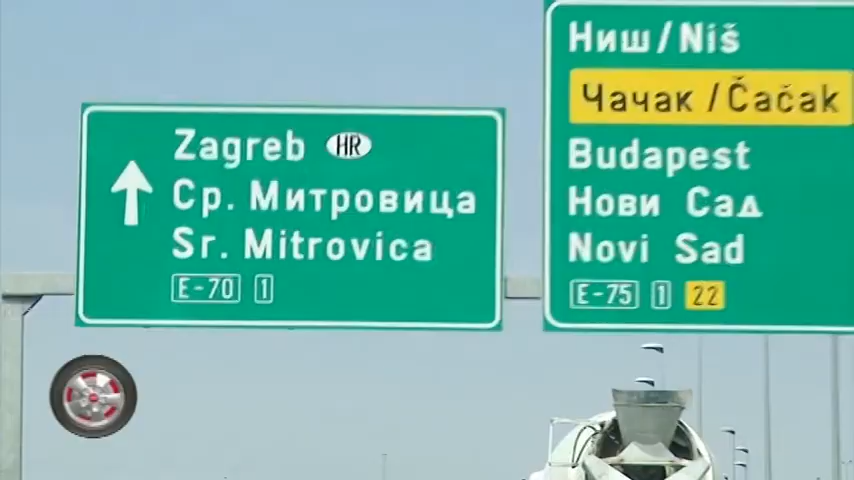 Zagreb HR
Ср. Митровица
Sr. Mitrovica
E-70 1
Ниш/Niš
Чачак/Čačak
Budapest
Нови Сад
Novi Sad
E-75 1 22